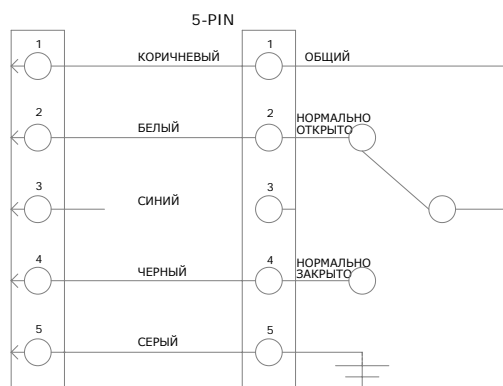 5-PIN
1 КОРИЧНЕВЫЙ 1 ОБЩИЙ
2 БЕЛЫЙ 2 НОРМАЛЬНО
ОТКРЫТО
3 СИНИЙ 3
4 ЧЕРНЫЙ 4 НОРМАЛЬНО
ЗАКРЫТО
5 СЕРЫЙ 5